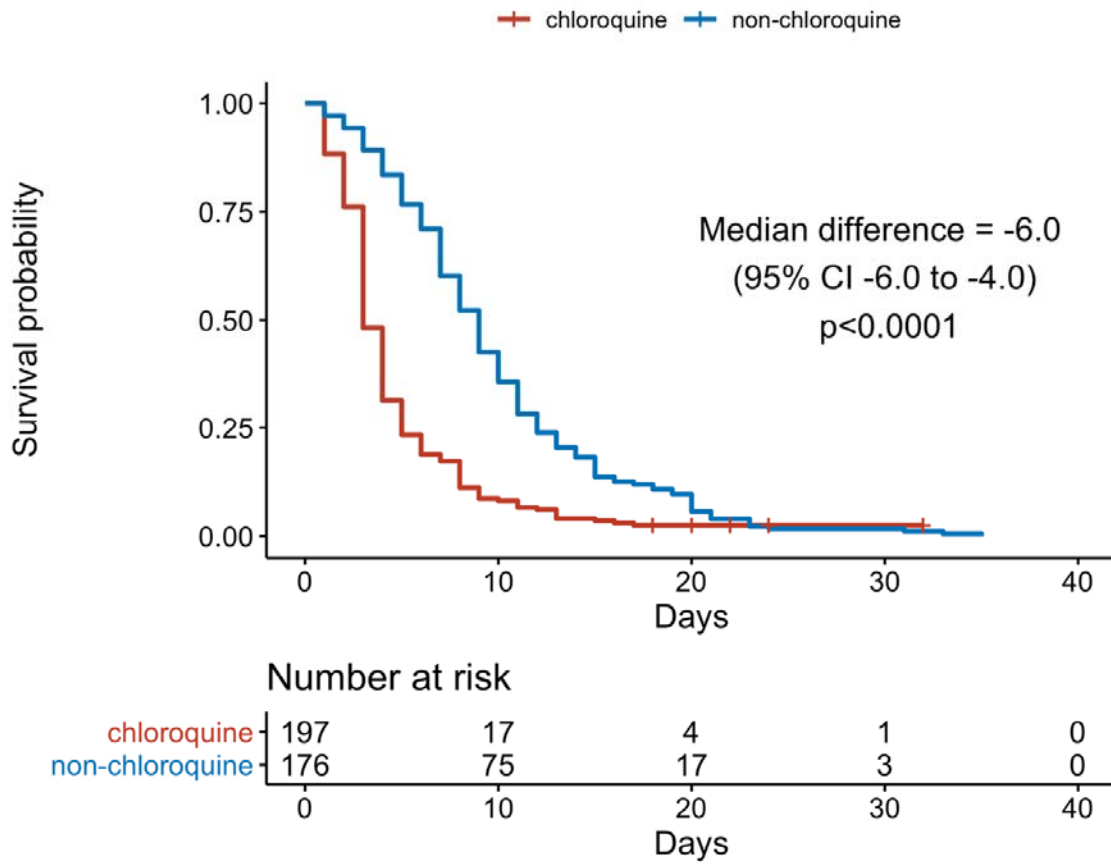 chloroquine non-chloroquine
1.00
0.75
0.50
0.25
0.00
Survival probability
Median difference = -6.0
(95% CI -6.0 to -4.0)
p<0.0001
0 10 20 30 40
Days
Number at risk
chloroquine 197 17 4 1 0
non-chloroquine 176 75 17 3 0
0 10 20 30 40
Days